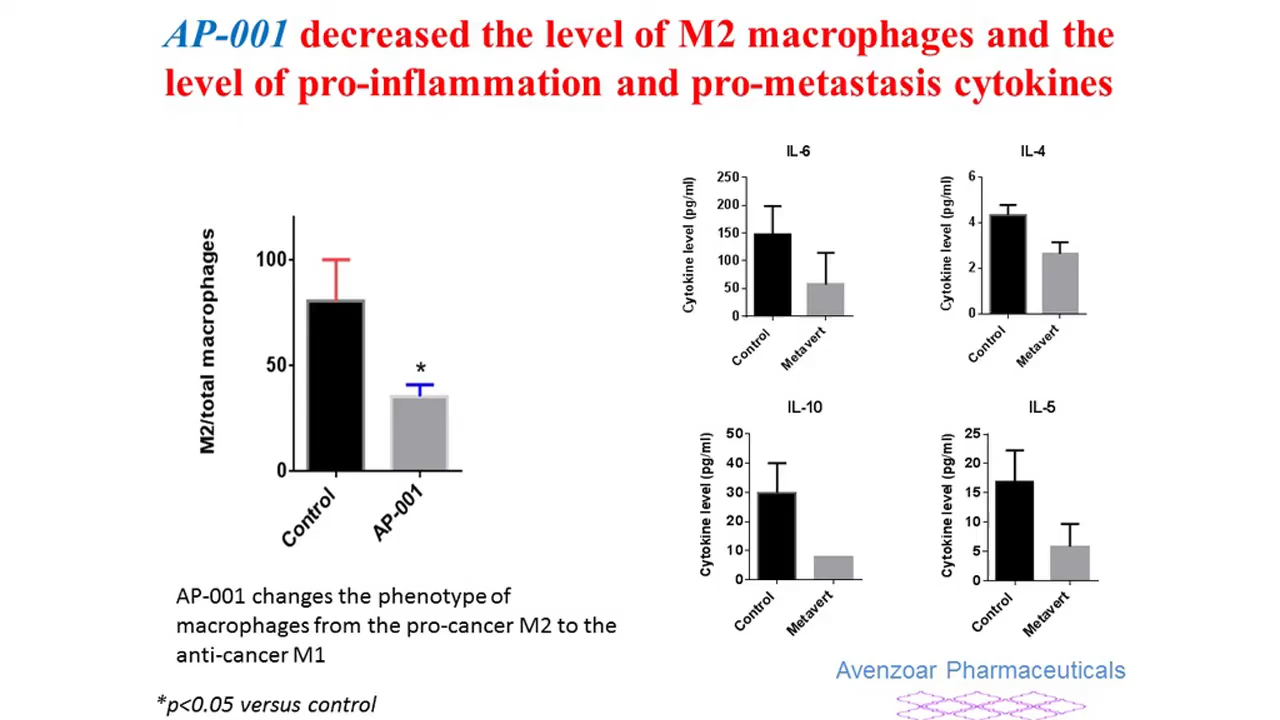 AP-001 decreased the level of M2 macrophages and the
level of pro-inflammation and pro-metastasis cytokines
M2/total macrophages
100
50
0
*
Control
AP-001
IL-6
Cytokine level (pg/ml)
250
200
150
100
50
0
Control
Metavert
IL-4
Cytokine level (pg/ml)
6
4
2
0
Control
Metavert
IL-10
Cytokine level (pg/ml)
50
40
30
20
10
0
Control
Metavert
IL-5
Cytokine level (pg/ml)
25
20
15
10
5
0
Control
Metavert
AP-001 changes the phenotype of
macrophages from the pro-cancer M2 to the
anti-cancer M1
*p<0.05 versus control
Avenzoar Pharmaceuticals